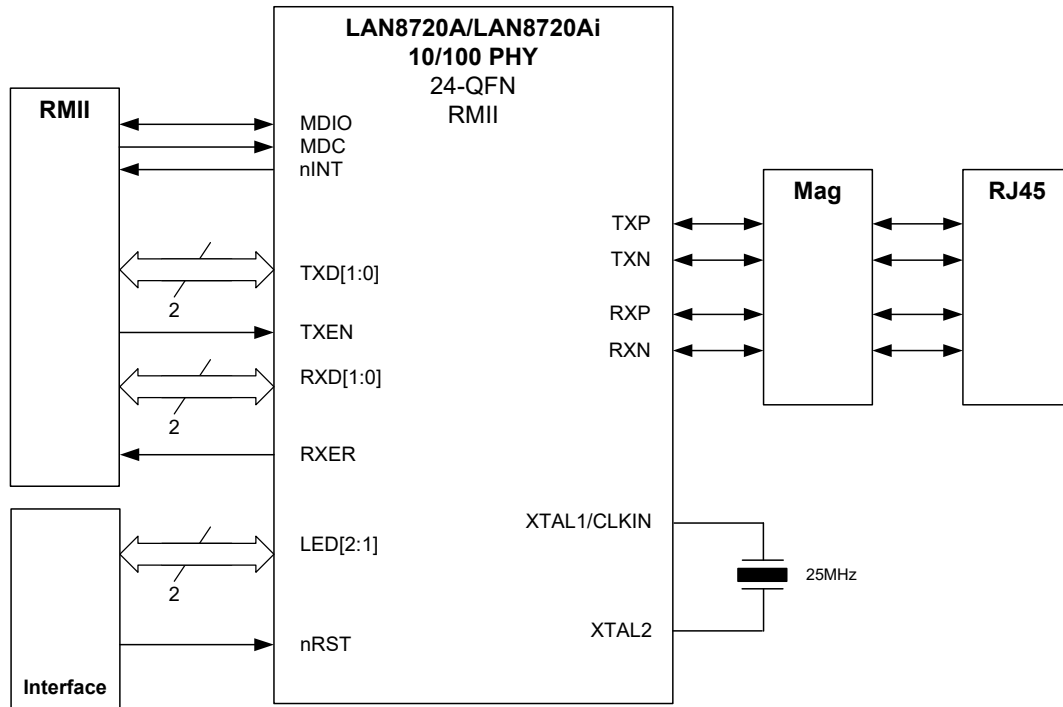 LAN8720A/LAN8720Ai
10/100 PHY
24-QFN
RMII
RMII
MDIO
MDC
nINT
TXD[1:0]
2
TXEN
RXD[1:0]
2
RXER
LED[2:1]
2
nRST
Interface
TXP
TXN
RXP
RXN
Mag
RJ45
XTAL1/CLKIN
25MHz
XTAL2